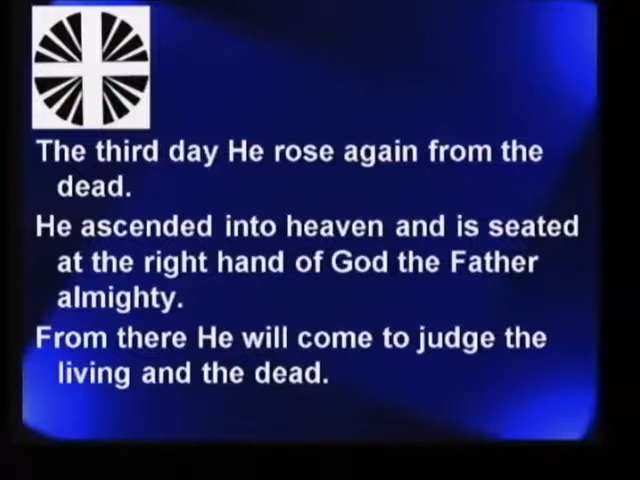 The third day He rose again from the
dead.
He ascended into heaven and is seated
at the right hand of God the Father
almighty.
From there He will come to judge the
living and the dead.